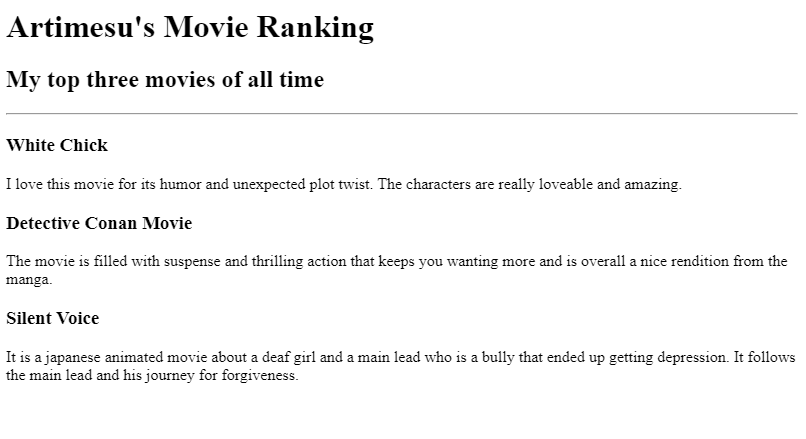 Artimesu's Movie Ranking
My top three movies of all time
White Chick
I love this movie for its humor and unexpected plot twist. The characters are really loveable and amazing.
Detective Conan Movie
The movie is filled with suspense and thrilling action that keeps you wanting more and is overall a nice rendition from the
manga.
Silent Voice
It is a japanese animated movie about a deaf girl and a main lead who is a bully that ended up getting depression. It follows
the main lead and his journey for forgiveness.